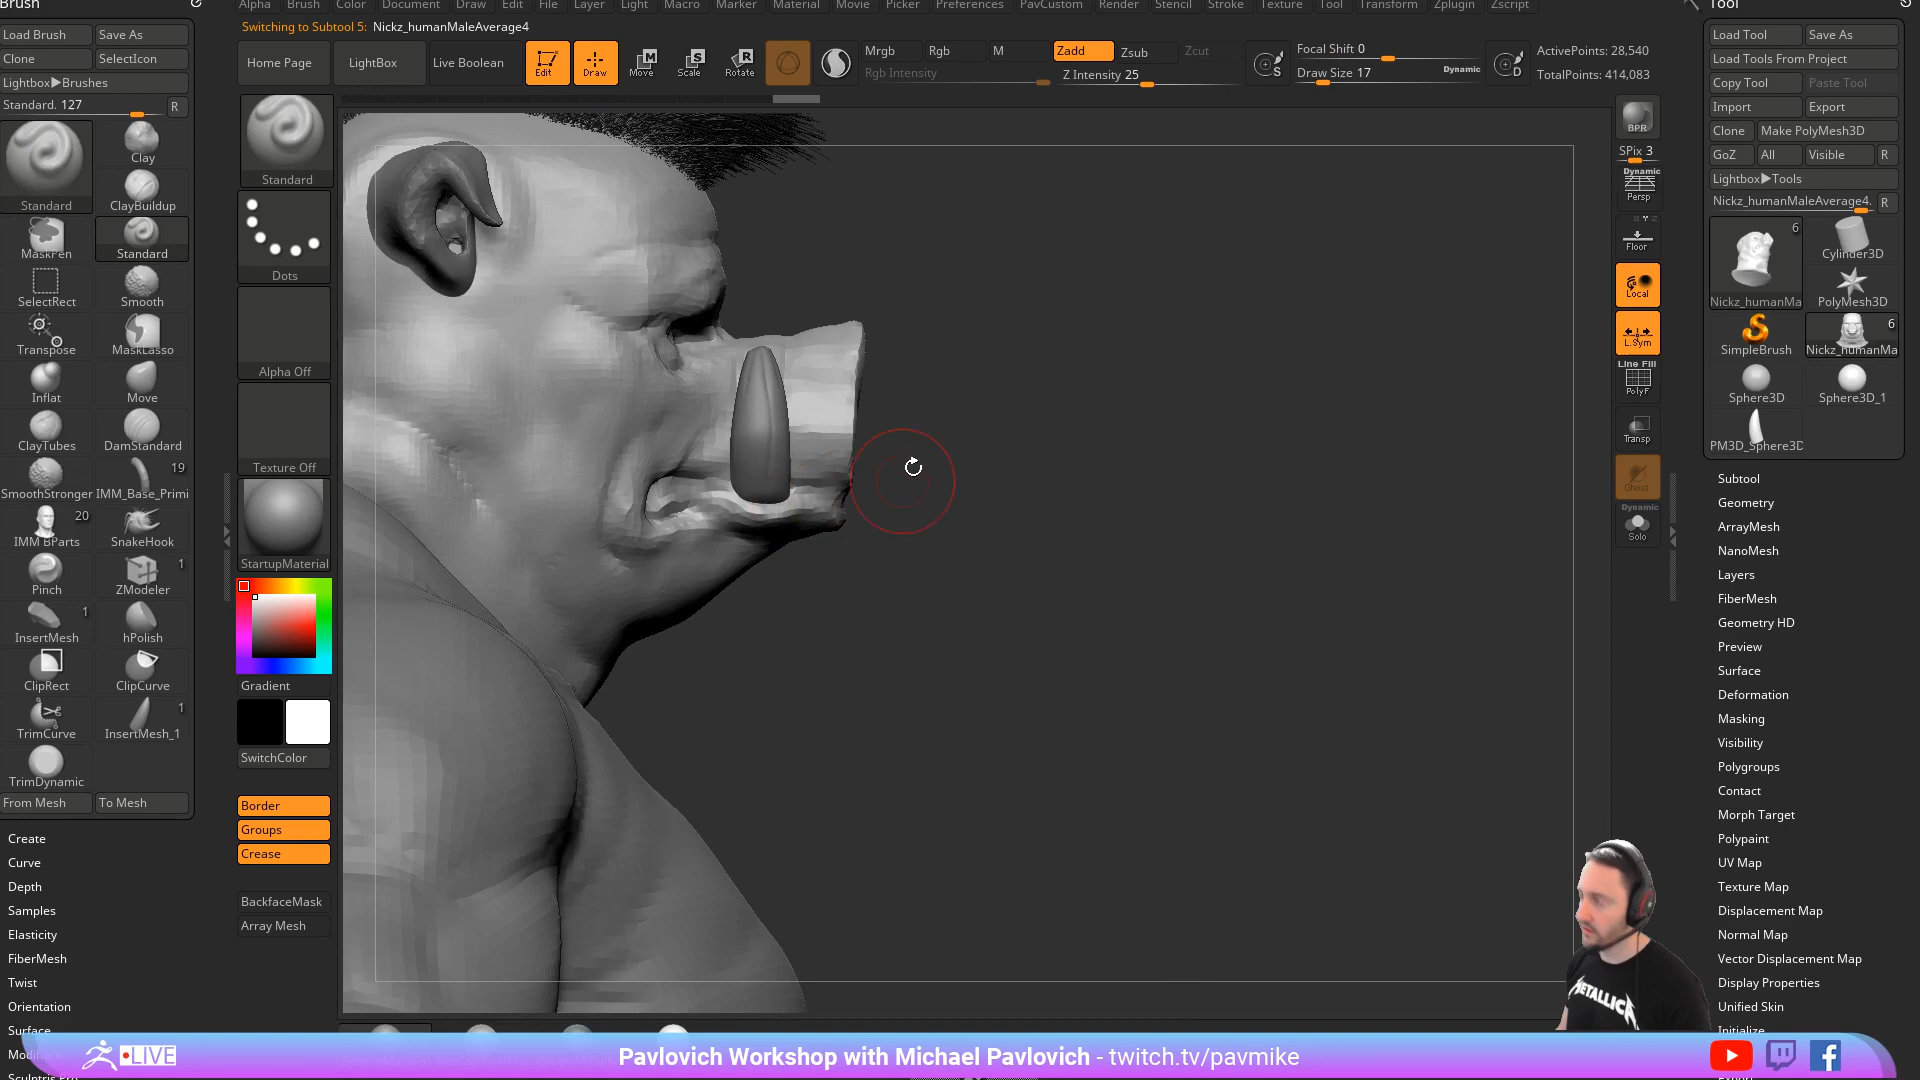 Brush
Alpha Brush Color Document Draw Edit File Layer Light Macro Marker Material Movie Picker Preferences PavCustom Render Stencil Stroke Texture Tool Transform Zplugin Zscript
Tool
Switching to Subtool 5: Nickz_humanMaleAverage4
Load Brush Save As
Clone SelectIcon
Lightbox▶Brushes
Standard. 127 R
Standard
Clay
ClayBuildup
MaskPen Standard
SelectRect Smooth
Transpose MaskLasso
Inflat Move
ClayTubes DamStandard
19
SmoothStronger IMM_Base_Primi
20
IMM BParts SnakeHook
1
Pinch ZModeler
1
InsertMesh hPolish
ClipRect ClipCurve
1
TrimCurve InsertMesh_1
TrimDynamic
From Mesh To Mesh
Create
Curve
Depth
Samples
Elasticity
FiberMesh
Twist
Orientation
Surface
Home Page LightBox Live Boolean Edit Draw Move Scale Rotate
Mrgb Rgb M Zadd Zsub Zcut
Rgb Intensity Z Intensity 25
S
Focal Shift 0
Draw Size 17 Dynamic
D
ActivePoints: 28,540
TotalPoints: 414,083
Standard
Dots
Alpha Off
Texture Off
StartupMaterial
Gradient
SwitchColor
Border
Groups
Crease
BackfaceMask
Array Mesh
BPR
SPix 3
Dynamic
Persp
Floor
Local
L.Sym
Line Fill
PolyF
Transp
Ghost
Dynamic
Solo
Load Tool Save As
Load Tools From Project
Copy Tool Paste Tool
Import Export
Clone Make PolyMesh3D
GoZ All Visible R
Lightbox▶Tools
Nickz_humanMaleAverage4. R
6
Cylinder3D
Nickz_humanMa PolyMesh3D
6
SimpleBrush Nickz_humanMa
Sphere3D Sphere3D_1
PM3D_Sphere3D
Subtool
Geometry
ArrayMesh
NanoMesh
Layers
FiberMesh
Geometry HD
Preview
Surface
Deformation
Masking
Visibility
Polygroups
Contact
Morph Target
Polypaint
UV Map
Texture Map
Displacement Map
Normal Map
Vector Displacement Map
Display Properties
Unified Skin
Initialize
METALLICA
LIVE
Pavlovich Workshop with Michael Pavlovich - twitch.tv/pavmike